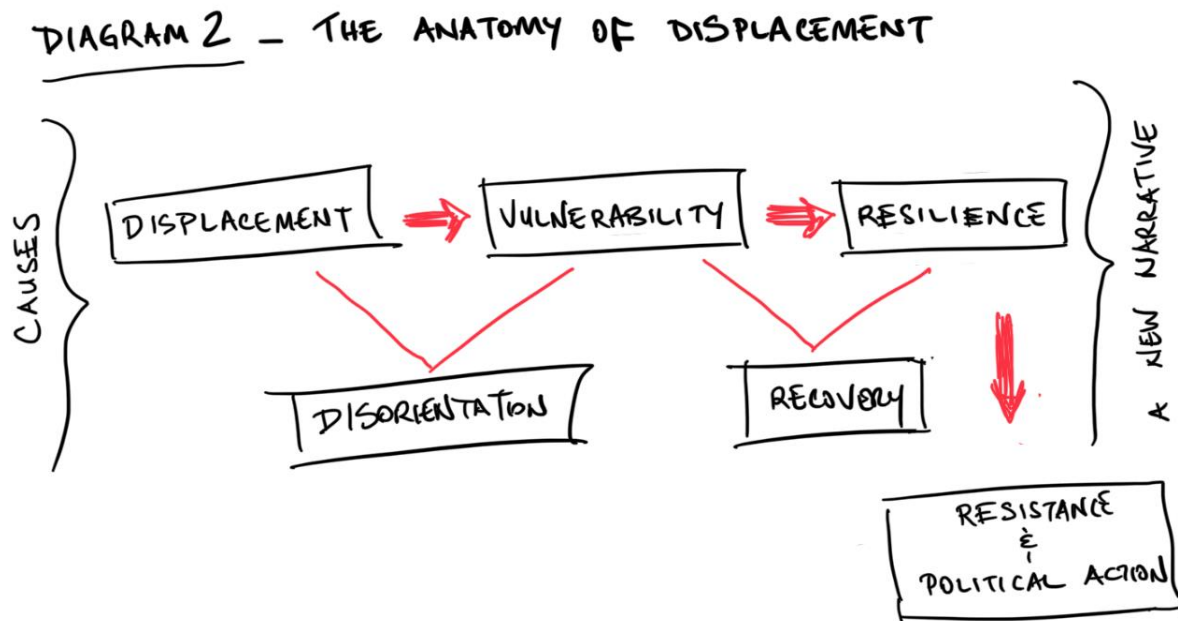 DIAGRAM 2 - THE ANATOMY OF DISPLACEMENT
CAUSES
DISPLACEMENT
VULNERABILITY
RESILIENCE
A NEW NARRATIVE
DISORIENTATION
RECOVERY
RESISTANCE
&
POLITICAL ACTION